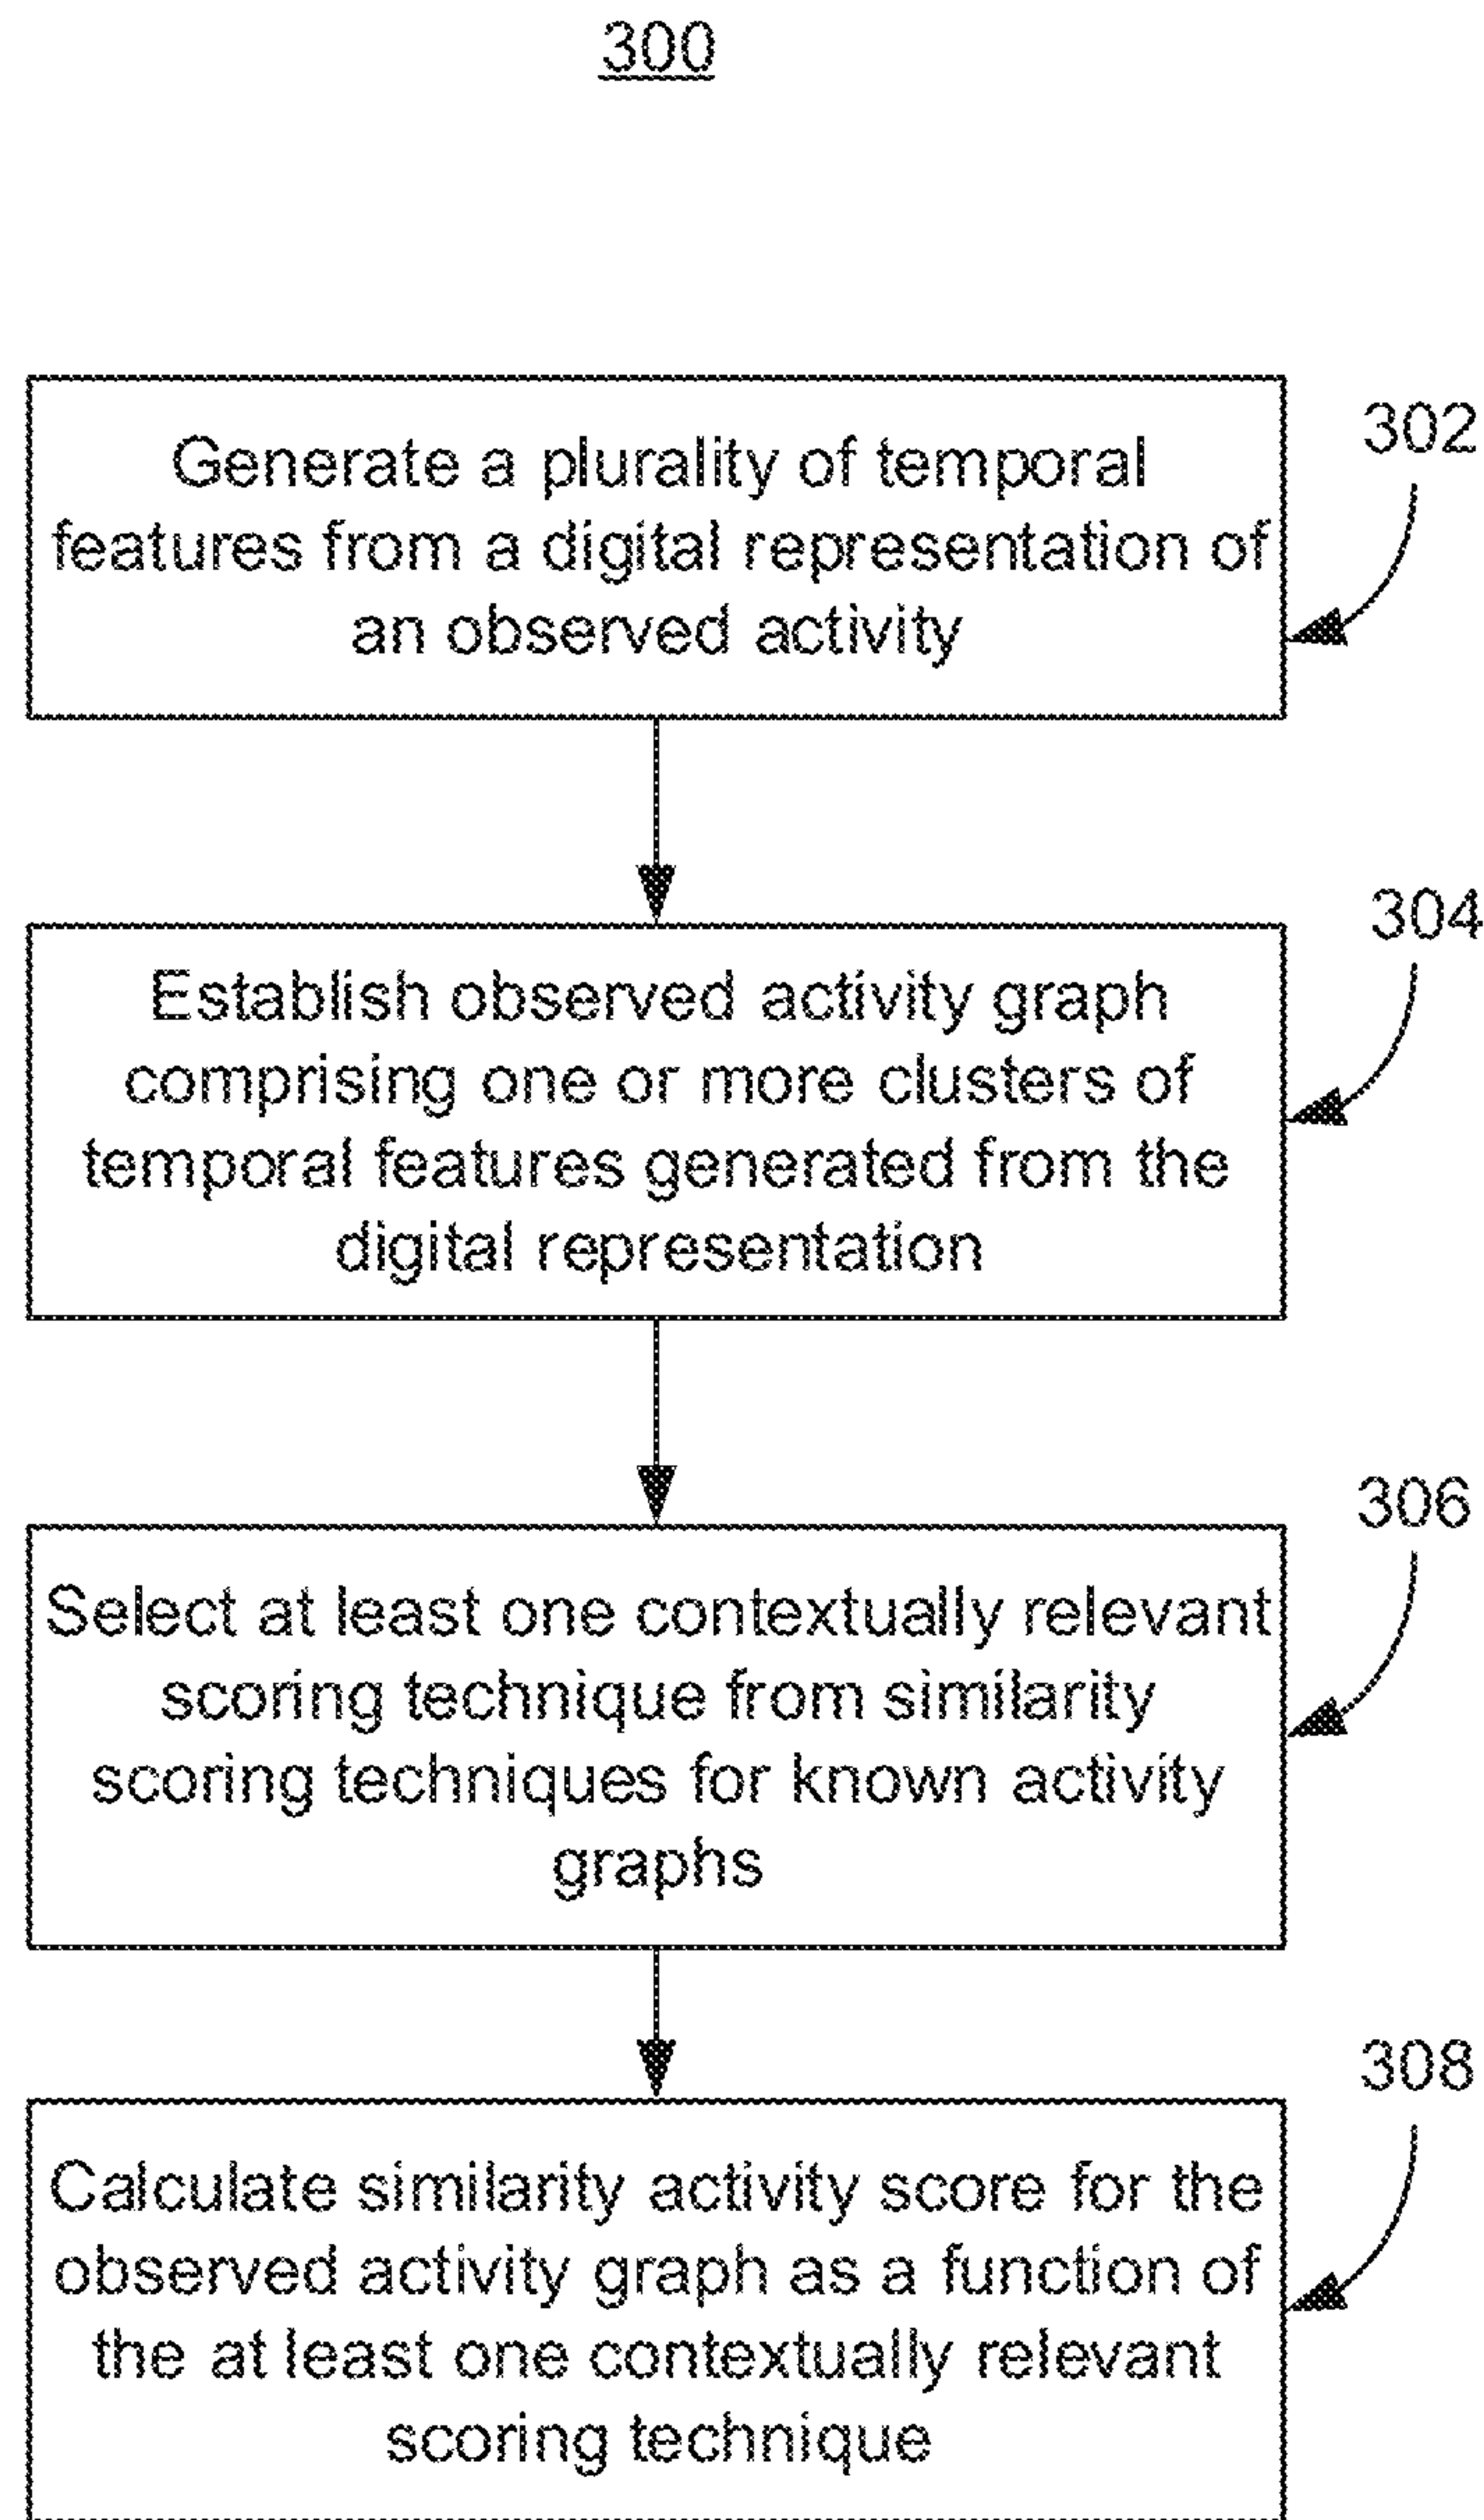 300
302
Generate a plurality of temporal
features from a digital representation of
an observed activity
304
Establish observed activity graph
comprising one or more clusters of
temporal features generated from the
digital representation
306
Select at least one contextually relevant
scoring technique from similarity
scoring techniques for known activity
graphs
308
Calculate similarity activity score for the
observed activity graph as a function of
the at least one contextually relevant
scoring technique